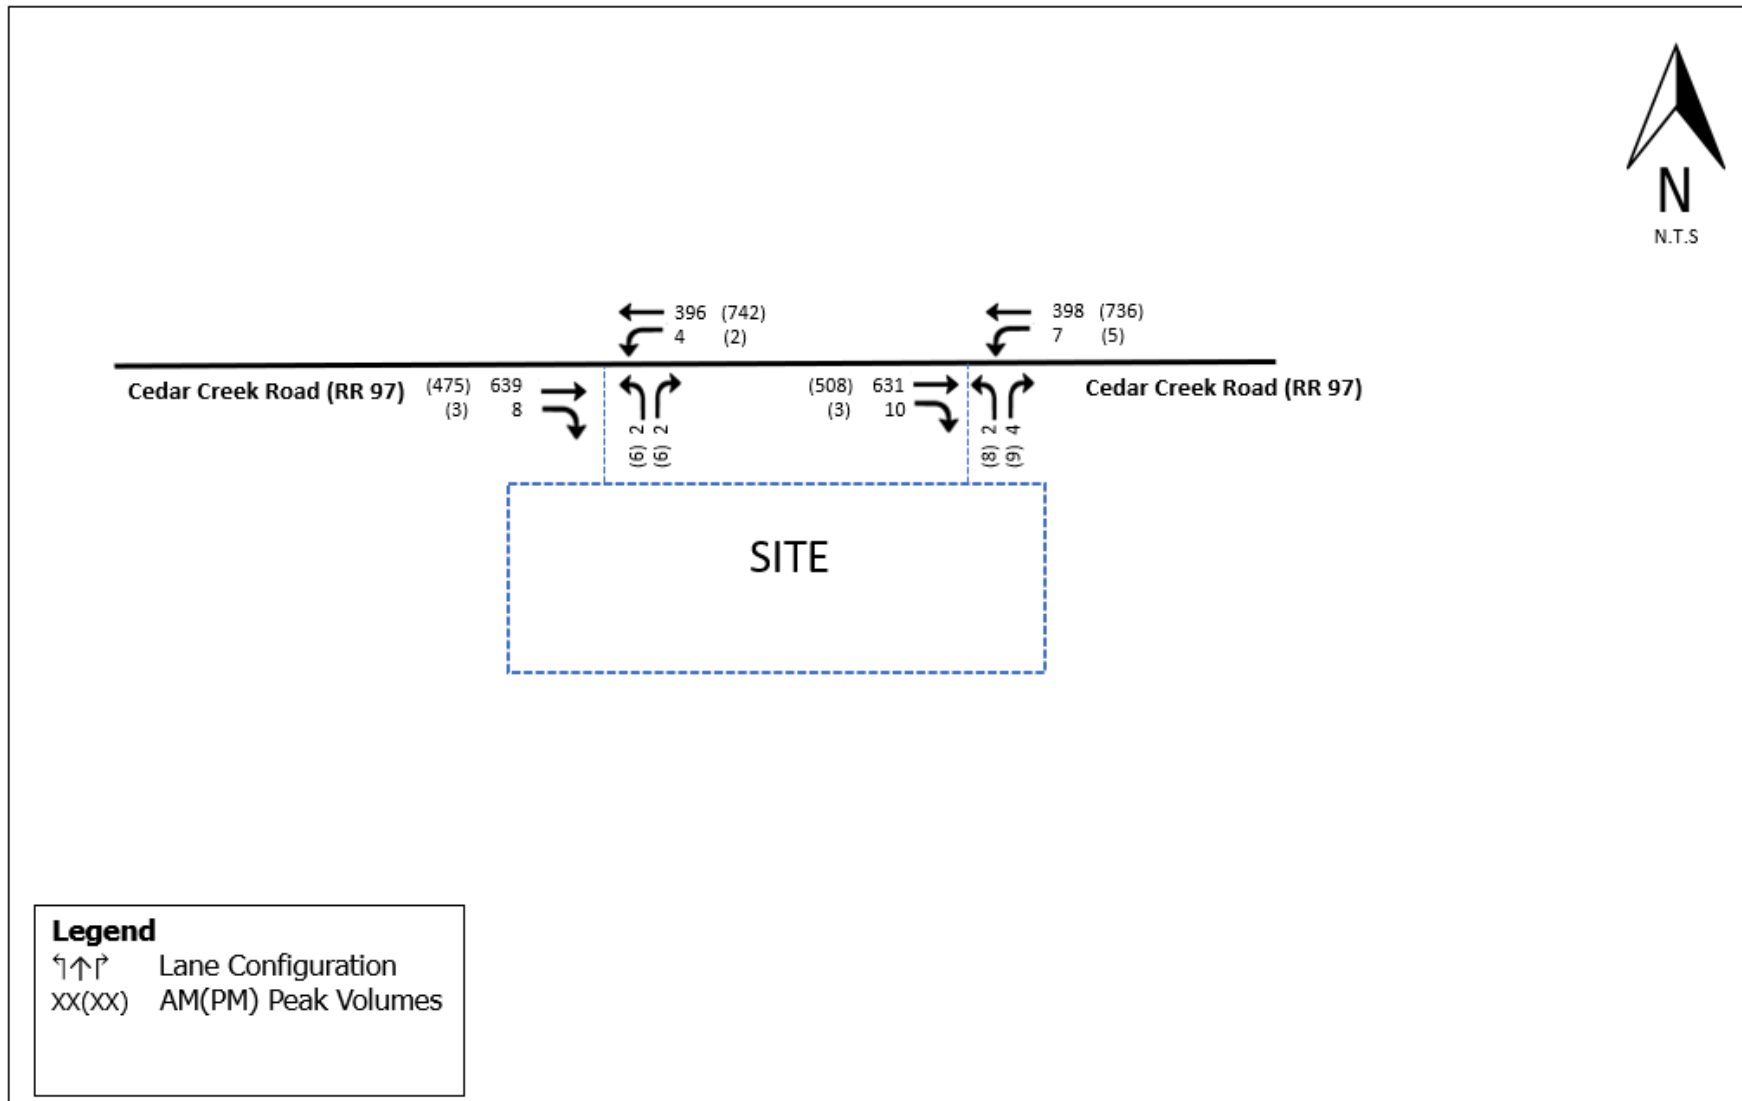 N
N.T.S
396 (742)
4 (2)
398 (736)
7 (5)
Cedar Creek Road (RR 97)
(475) 639
(3) 8
(6) 2
(6) 2
(508) 631
(3) 10
(8) 2
(9) 4
Cedar Creek Road (RR 97)
SITE
Legend
Lane Configuration
XX(XX) AM(PM) Peak Volumes